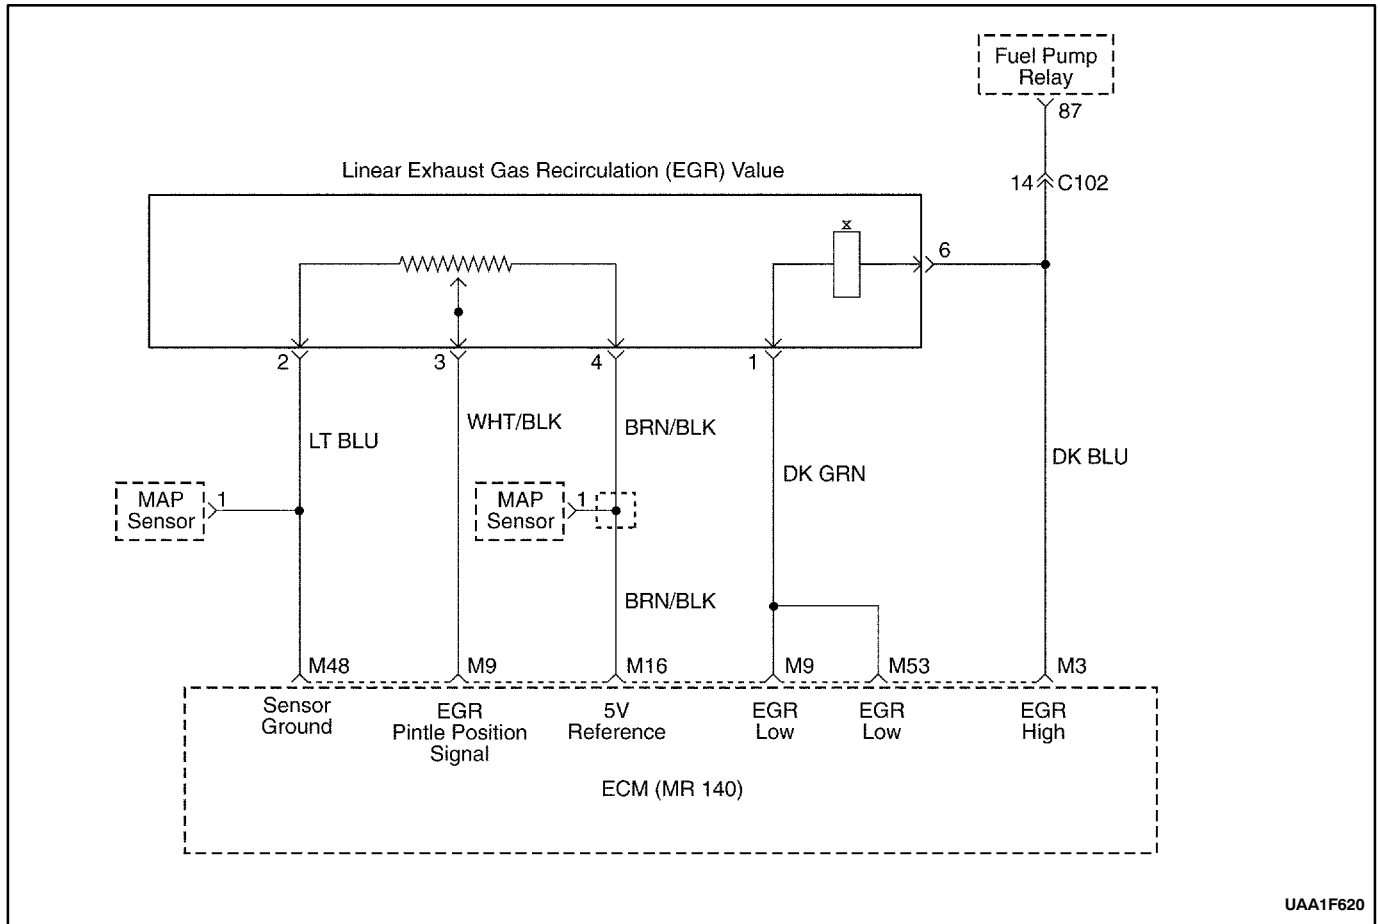 Fuel Pump
Relay
87
14
C102
Linear Exhaust Gas Recirculation (EGR) Value
6
2
3
4
1
LT BLU
WHT/BLK
BRN/BLK
DK GRN
DK BLU
MAP
Sensor
1
MAP
Sensor
1
BRN/BLK
M48
M9
M16
M9
M53
M3
Sensor
Ground
EGR
Pintle Position
Signal
5V
Reference
EGR
Low
EGR
Low
EGR
High
ECM (MR 140)
UAA1F620